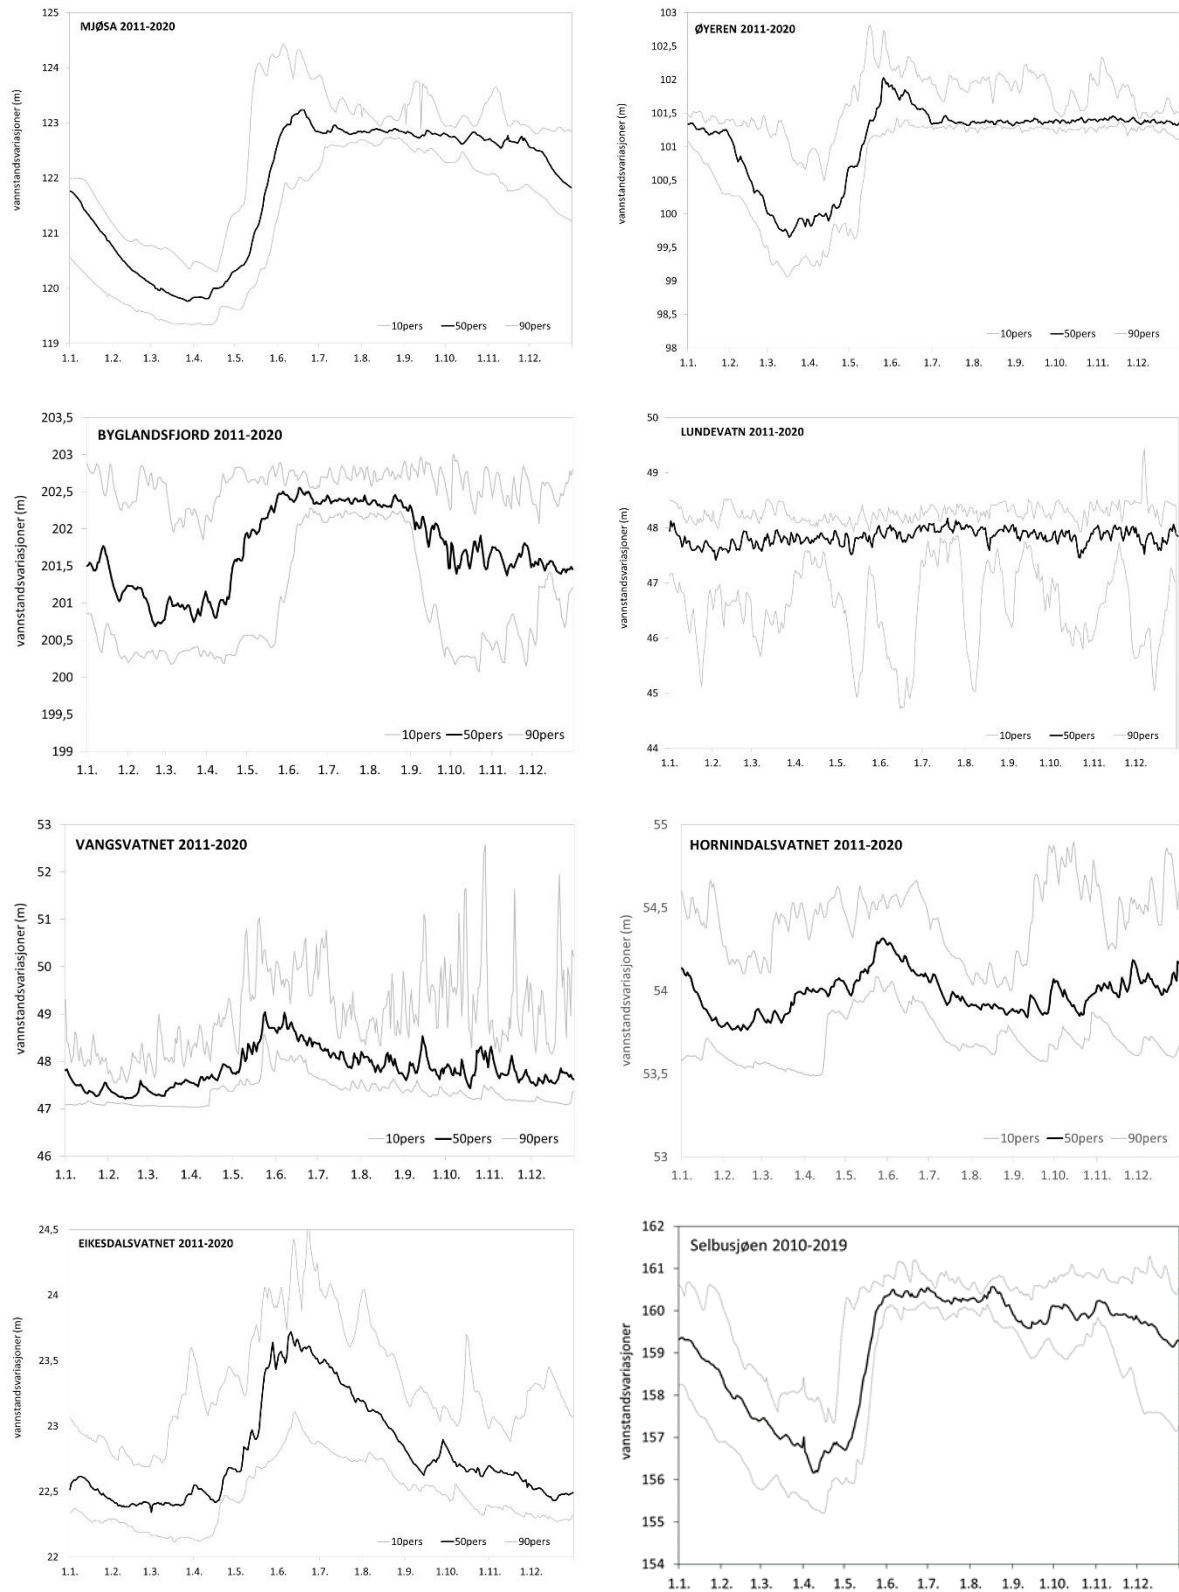 MJØSA 2011-2020
vannstandsvariasjoner (m)
125
124
123
122
121
120
119
10pers 50pers 90pers
1.1. 1.2. 1.3. 1.4. 1.5. 1.6. 1.7. 1.8. 1.9. 1.10. 1.11. 1.12.
ØYEREN 2011-2020
vannstandsvariasjoner (m)
103
102,5
102
101,5
101
100,5
100
99,5
99
98,5
98
10pers 50pers 90pers
1.1. 1.2. 1.3. 1.4. 1.5. 1.6. 1.7. 1.8. 1.9. 1.10. 1.11. 1.12.
BYGLANDSFJORD 2011-2020
vannstandsvariasjoner (m)
203,5
203
202,5
202
201,5
201
200,5
200
199,5
199
10pers 50pers 90pers
1.1. 1.2. 1.3. 1.4. 1.5. 1.6. 1.7. 1.8. 1.9. 1.10. 1.11. 1.12.
LUNDEVATN 2011-2020
vannstandsvariasjoner (m)
50
49
48
47
46
45
44
10pers 50pers 90pers
1.1. 1.2. 1.3. 1.4. 1.5. 1.6. 1.7. 1.8. 1.9. 1.10. 1.11. 1.12.
VANGSVATNET 2011-2020
vannstandsvariasjoner (m)
53
52
51
50
49
48
47
46
10pers 50pers 90pers
1.1. 1.2. 1.3. 1.4. 1.5. 1.6. 1.7. 1.8. 1.9. 1.10. 1.11. 1.12.
HORNINDALSVATNET 2011-2020
vannstandsvariasjoner (m)
55
54,5
54
53,5
53
10pers 50pers 90pers
1.1. 1.2. 1.3. 1.4. 1.5. 1.6. 1.7. 1.8. 1.9. 1.10. 1.11. 1.12.
EIKESDALSVATNET 2011-2020
vannstandsvariasjoner (m)
24,5
24
23,5
23
22,5
22
10pers 50pers 90pers
1.1. 1.2. 1.3. 1.4. 1.5. 1.6. 1.7. 1.8. 1.9. 1.10. 1.11. 1.12.
Selbusjøen 2010-2019
vannstandsvariasjoner
162
161
160
159
158
157
156
155
154
1.1. 1.2. 1.3. 1.4. 1.5. 1.6. 1.7. 1.8. 1.9. 1.10. 1.11. 1.12.